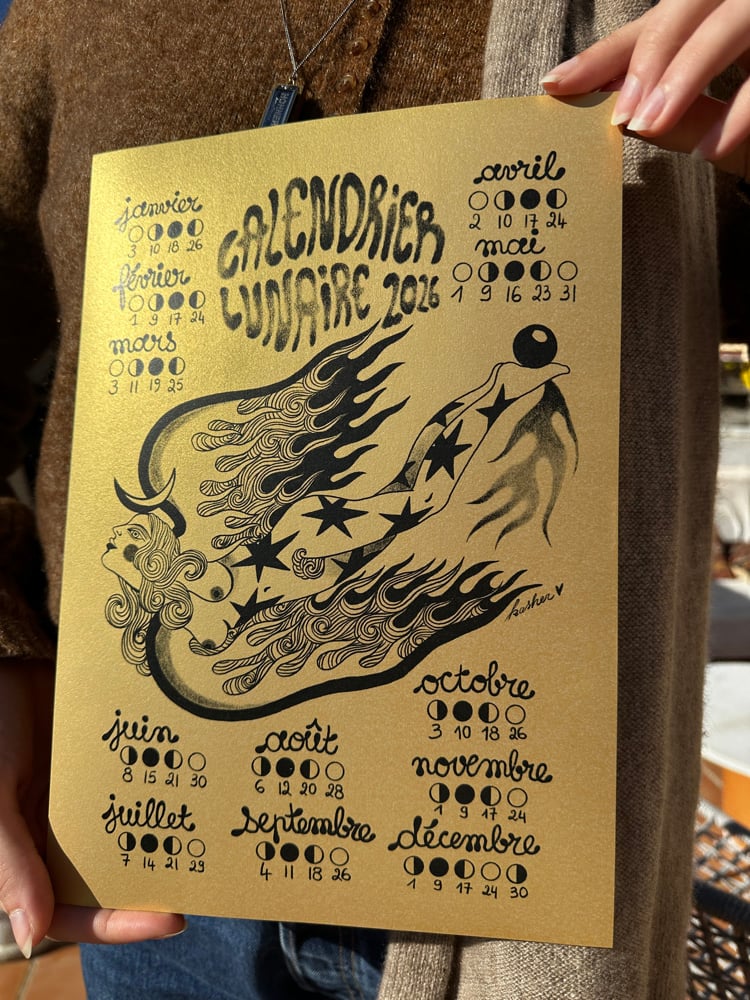 CALENDRIER
LUNAIRE 2026
janvier
3 10 18 26
février
1 9 17 24
mars
3 11 19 25
avril
2 10 17 24
mai
1 9 16 23 31
kasher
juin
8 15 21 30
juillet
7 14 21 29
août
6 12 20 28
septembre
4 11 18 26
octobre
3 10 18 26
novembre
1 9 17 24
décembre
1 9 17 24 30